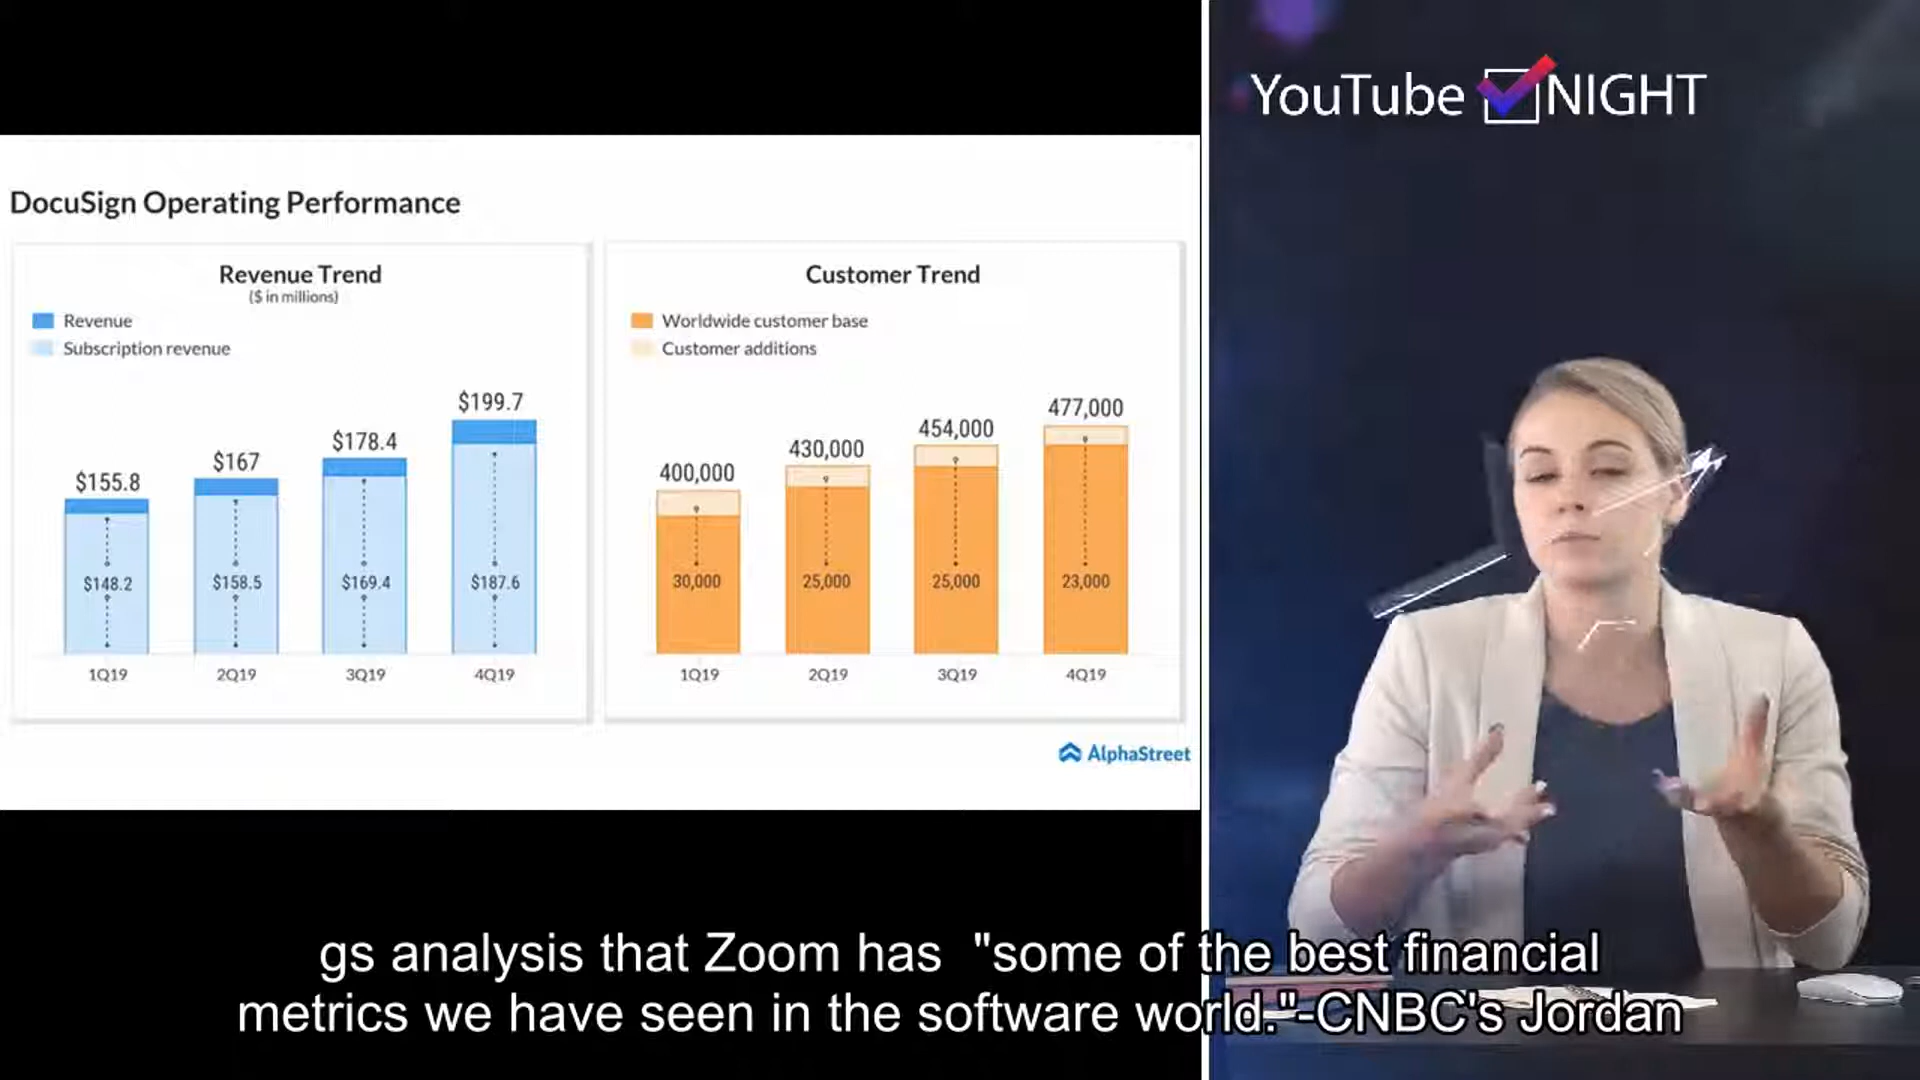 YouTube NIGHT
DocuSign Operating Performance
Revenue Trend
($ in millions)
Revenue
Subscription revenue
$155.8
$167
$178.4
$199.7
$148.2
$158.5
$169.4
$187.6
1Q19
2Q19
3Q19
4Q19
Customer Trend
Worldwide customer base
Customer additions
400,000
430,000
454,000
477,000
30,000
25,000
25,000
23,000
1Q19
2Q19
3Q19
4Q19
AlphaStreet
gs analysis that Zoom has "some of the best financial
metrics we have seen in the software world."-CNBC's Jordan